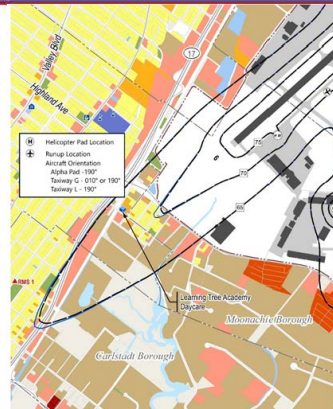 Valley Blvd
17
Highland Ave
H Helicopter Pad Location
Runup Location
Aircraft Orientation
Alpha Pad - 190°
Taxiway G - 010° or 190°
Taxiway L - 190°
75
70
65
G
RMS 1
Learning Tree Academy
Daycare
Moonachie Borough
Carlstadt Borough